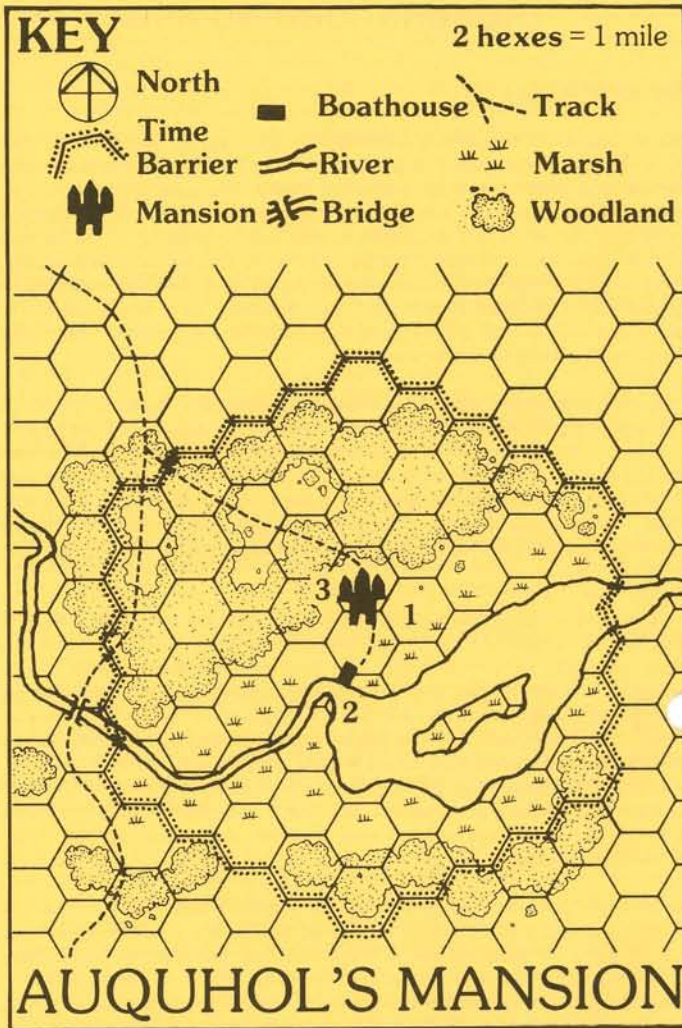 KEY
2 hexes = 1 mile
North
Boathouse
Track
Time
Barrier
River
Marsh
Mansion
Bridge
Woodland
3
1
2
AUQUHOL'S MANSION